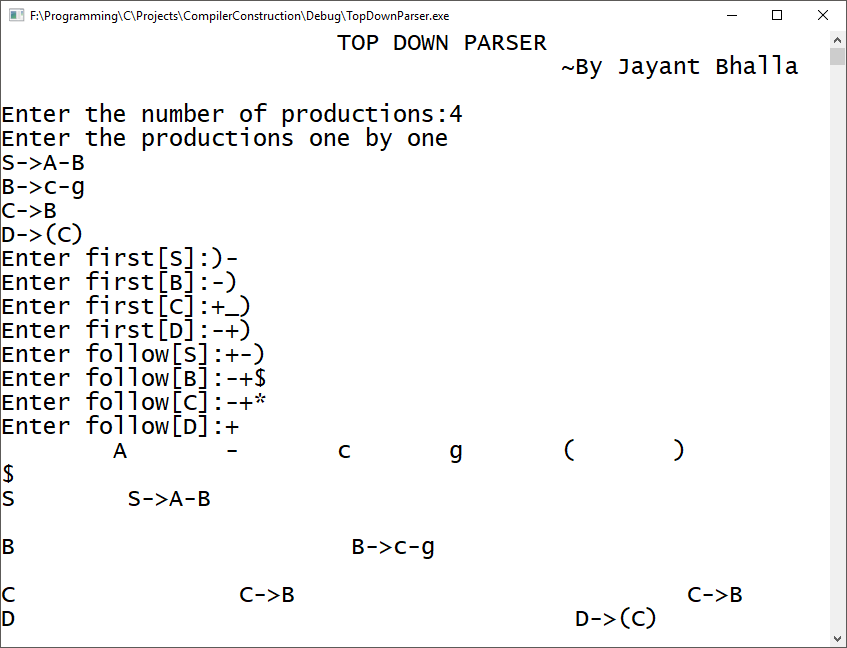 F:\Programming\C\Projects\CompilerConstruction\Debug\TopDownParser.exe
TOP DOWN PARSER
~By Jayant Bhalla
Enter the number of productions:4
Enter the productions one by one
S->A-B
B->c-g
C->B
D->(C)
Enter first[S]:)-
Enter first[B]:-)
Enter first[C]:+_)
Enter first[D]:-+)
Enter follow[S]:+-)
Enter follow[B]:-+$
Enter follow[C]:-+*
Enter follow[D]:+
A - c g ( )
$
S S->A-B
B B->c-g
C C->B C->B
D D->(C)